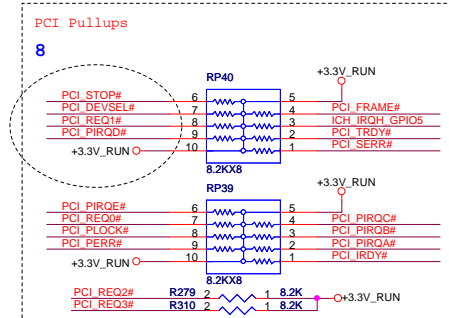 PCI Pullups
8
RP40
+3.3V_RUN
PCI_STOP# 6 5
PCI_DEVSEL# 7 4 PCI_FRAME#
PCI_REQ1# 8 3 ICH_IRQH_GPIO5
PCI_PIRQD# 9 2 PCI_TRDY#
+3.3V_RUN 10 1 PCI_SERR#
8.2KX8
RP39
+3.3V_RUN
PCI_PIRQE# 6 5
PCI_REQ0# 7 4 PCI_PIRQC#
PCI_PLOCK# 8 3 PCI_PIRQB#
PCI_PERR# 9 2 PCI_PIRQA#
+3.3V_RUN 10 1 PCI_IRDY#
8.2KX8
PCI_REQ2# R279 2 1 8.2K +3.3V_RUN
PCI_REQ3# R310 2 1 8.2K